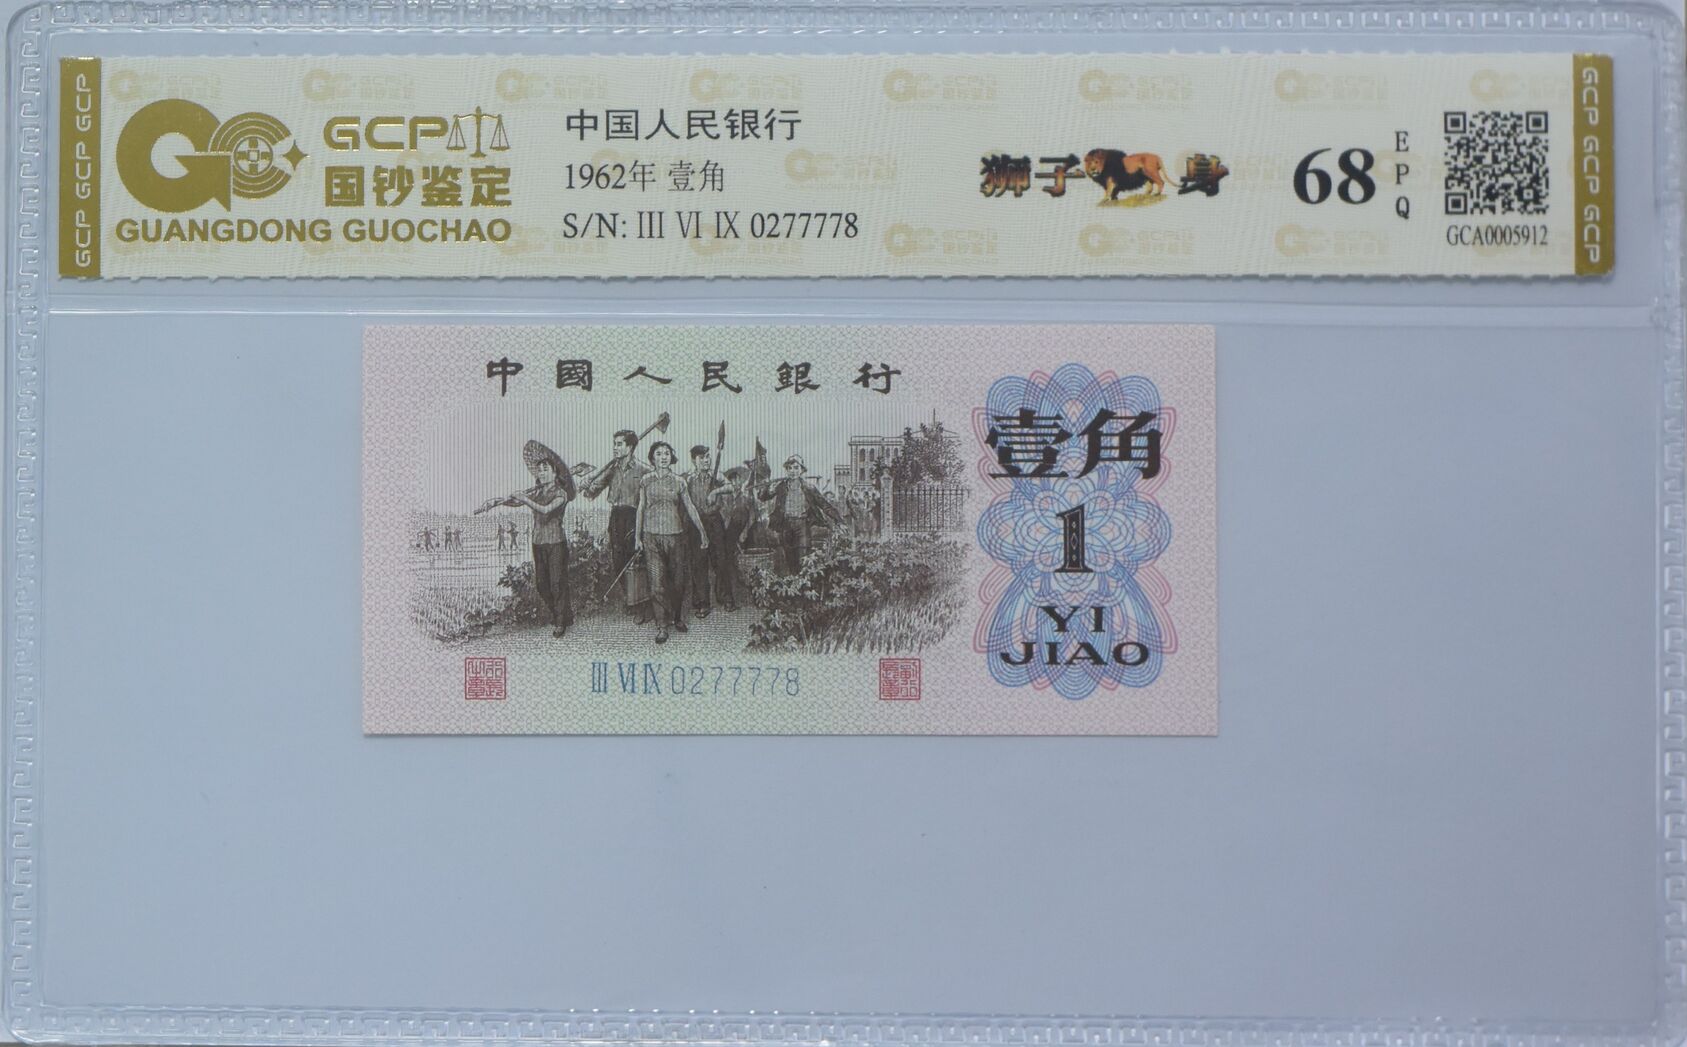 GCP GCP GCP
GCP
国钞鉴定
GUANGDONG GUOCHAO
中国人民银行
1962年 壹角
S/N: III VI IX 0277778
狮子身
68
EPQ
GCA0005912
GCP GCP GCP
中國人民銀行
壹角
1
YI
JIAO
III VI IX 0277778